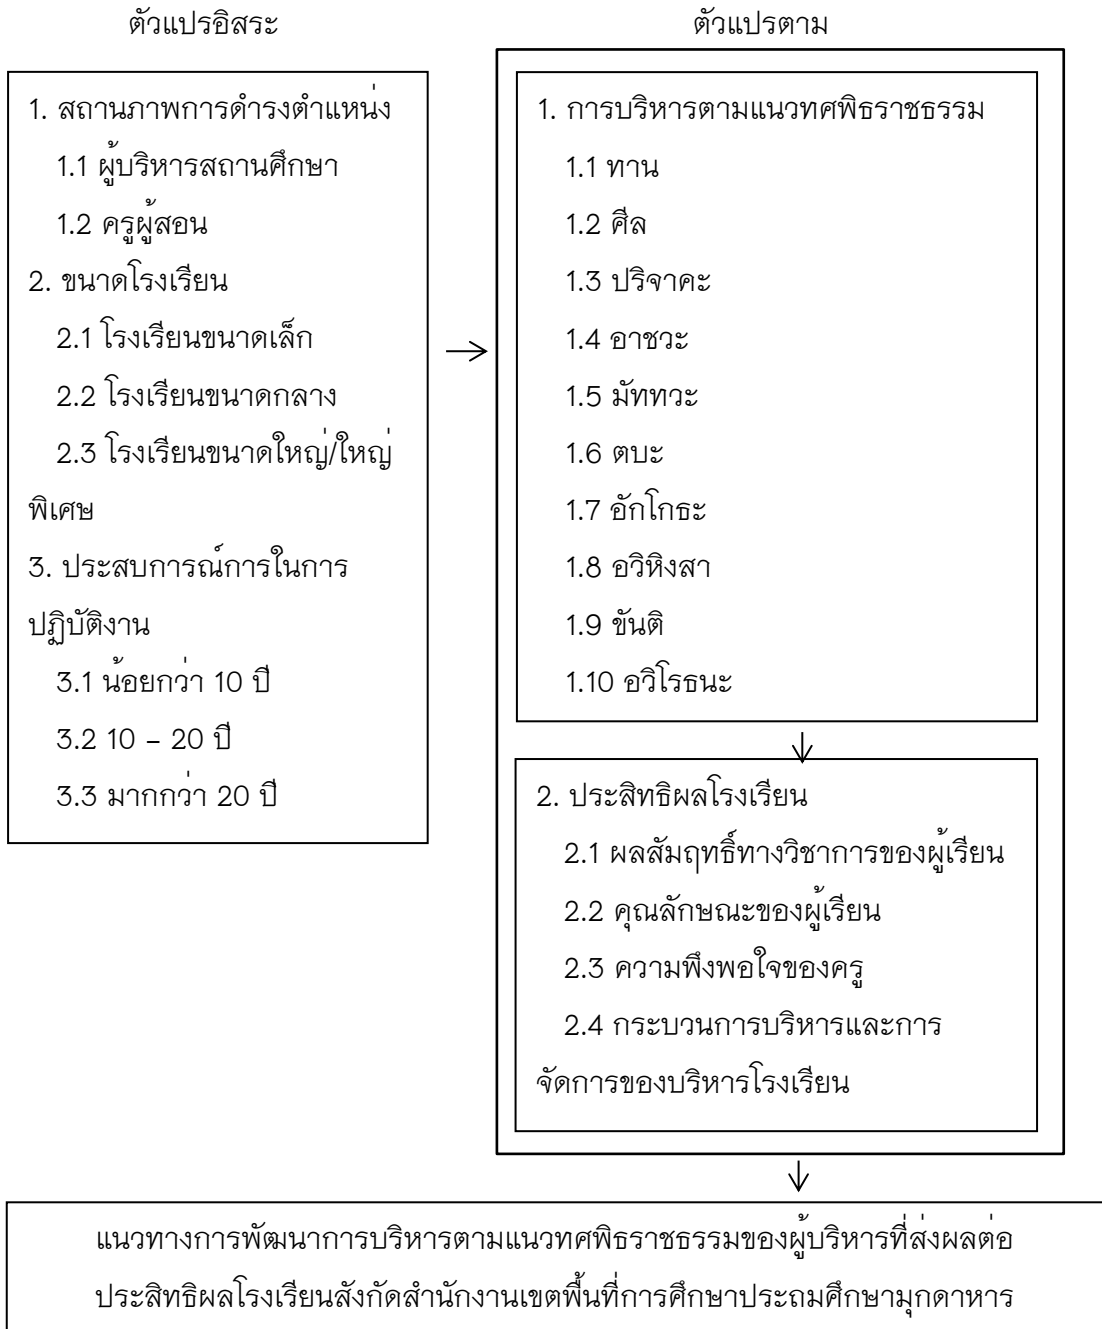 ตัวแปรอิสระ
ตัวแปรตาม
1. สถานภาพการดำรงตำแหน่ง
1.1 ผู้บริหารสถานศึกษา
1.2 ครูผู้สอน
2. ขนาดโรงเรียน
2.1 โรงเรียนขนาดเล็ก
2.2 โรงเรียนขนาดกลาง
2.3 โรงเรียนขนาดใหญ่/ใหญ่
พิเศษ
3. ประสบการณ์การในการ
ปฏิบัติงาน
3.1 น้อยกว่า 10 ปี
3.2 10 – 20 ปี
3.3 มากกว่า 20 ปี
1. การบริหารตามแนวทศพิธราชธรรม
1.1 ทาน
1.2 ศีล
1.3 ปริจาคะ
1.4 อาชวะ
1.5 มัททวะ
1.6 ตบะ
1.7 อักโกธะ
1.8 อวิหิงสา
1.9 ขันติ
1.10 อวิโรธนะ
2. ประสิทธิผลโรงเรียน
2.1 ผลสัมฤทธิ์ทางวิชาการของผู้เรียน
2.2 คุณลักษณะของผู้เรียน
2.3 ความพึงพอใจของครู
2.4 กระบวนการบริหารและการ
จัดการของบริหารโรงเรียน
แนวทางการพัฒนาการบริหารตามแนวทศพิธราชธรรมของผู้บริหารที่ส่งผลต่อ
ประสิทธิผลโรงเรียนสังกัดสำนักงานเขตพื้นที่การศึกษาประถมศึกษามุกดาหาร